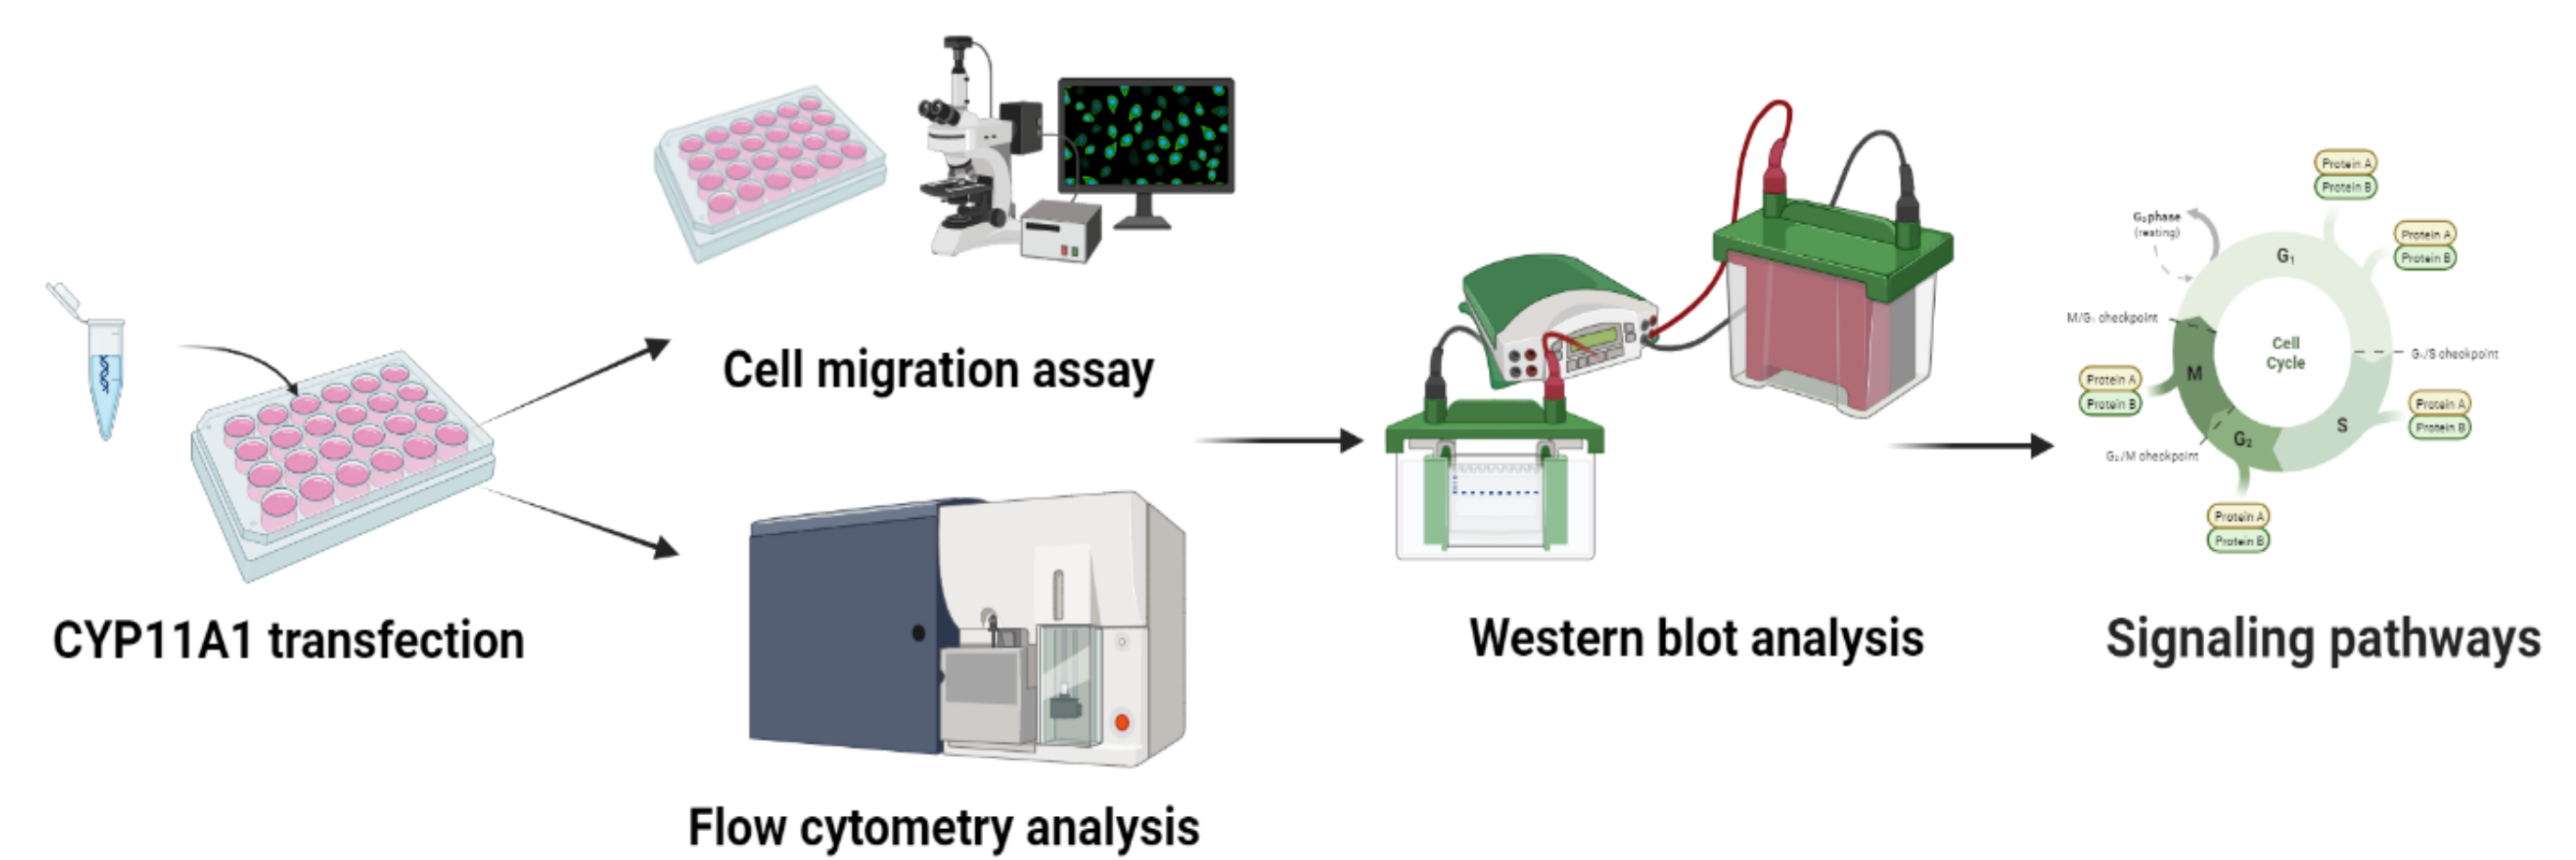 Cell migration assay
CYP11A1 transfection
Flow cytometry analysis
Western blot analysis
Protein A
Protein B
G₀ phase
(resting)
Protein A
Protein B
G₁
M/G₁ checkpoint
Cell
Cycle
G₁/S checkpoint
M
Protein A
Protein B
Protein A
Protein B
S
G₂
G₂/M checkpoint
Protein A
Protein B
Signaling pathways